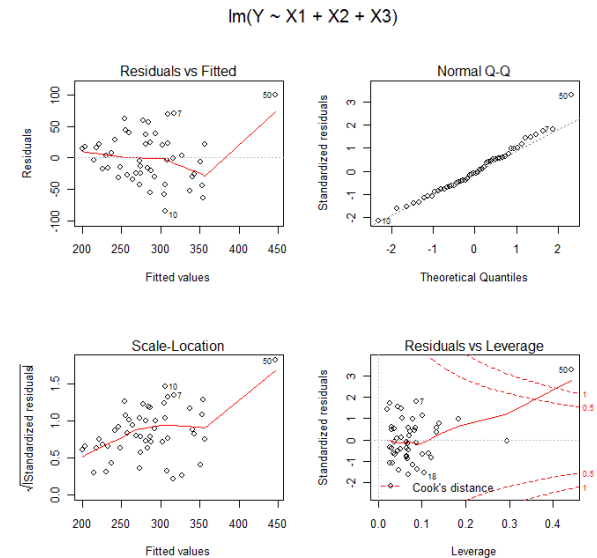 lm(Y ~ X1 + X2 + X3)
Residuals vs Fitted
Residuals
100
50
0
-50
-100
50
7
10
200 250 300 350 400 450
Fitted values
Normal Q-Q
Standardized residuals
3
2
1
0
-1
-2
50
7
10
-2 -1 0 1 2
Theoretical Quantiles
Scale-Location
√|Standardized residuals|
1.5
1.0
0.5
0.0
50
10
7
200 250 300 350 400 450
Fitted values
Residuals vs Leverage
Standardized residuals
3
2
1
0
-1
-2
50
7
18
1
0.5
0.5
1
Cook's distance
0.0 0.1 0.2 0.3 0.4
Leverage